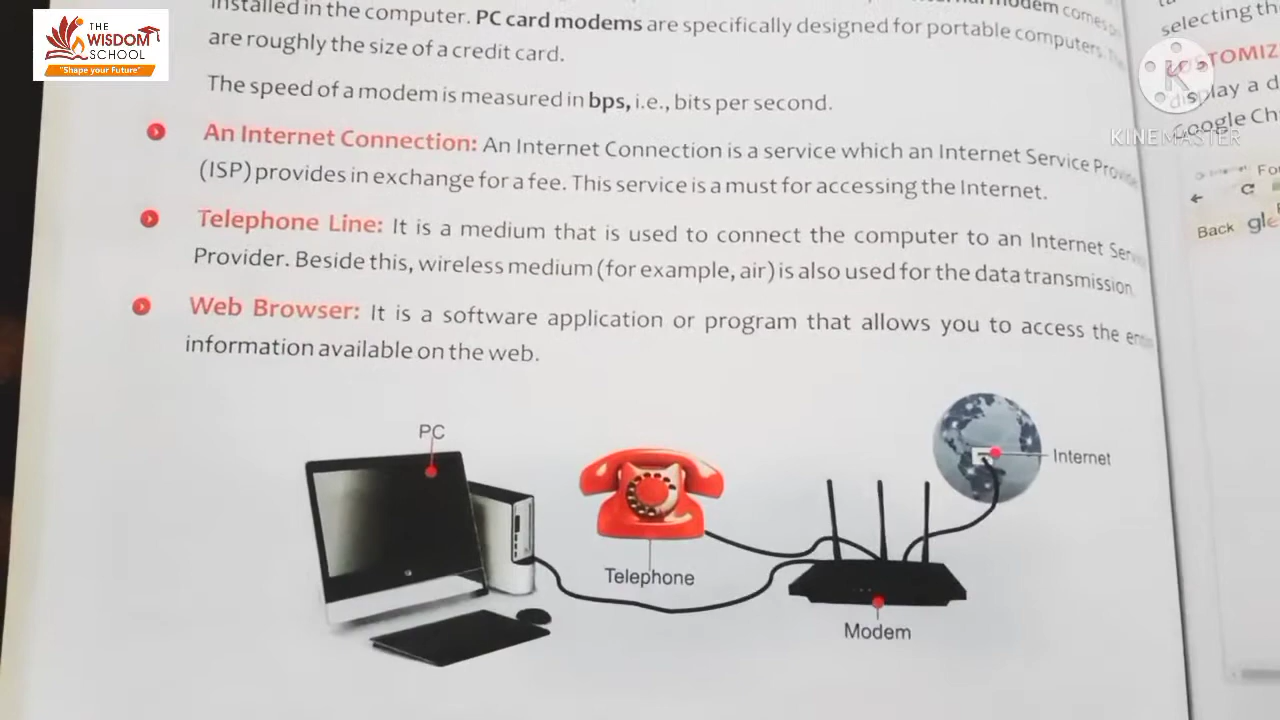 THE
WISDOM
SCHOOL
"Shape your Future"
installed in the computer. PC card modems are specifically designed for portable computers.
are roughly the size of a credit card.
The speed of a modem is measured in bps, i.e., bits per second.
An Internet Connection: An Internet Connection is a service which an Internet Service
(ISP) provides in exchange for a fee. This service is a must for accessing the Internet.
Telephone Line: It is a medium that is used to connect the computer to an Internet
Provider. Beside this, wireless medium (for example, air) is also used for the data transmission
Web Browser: It is a software application or program that allows you to access the
information available on the web.
PC
Telephone
Modem
Internet
selecting
display a
Google
Back
K
KINEMASTER